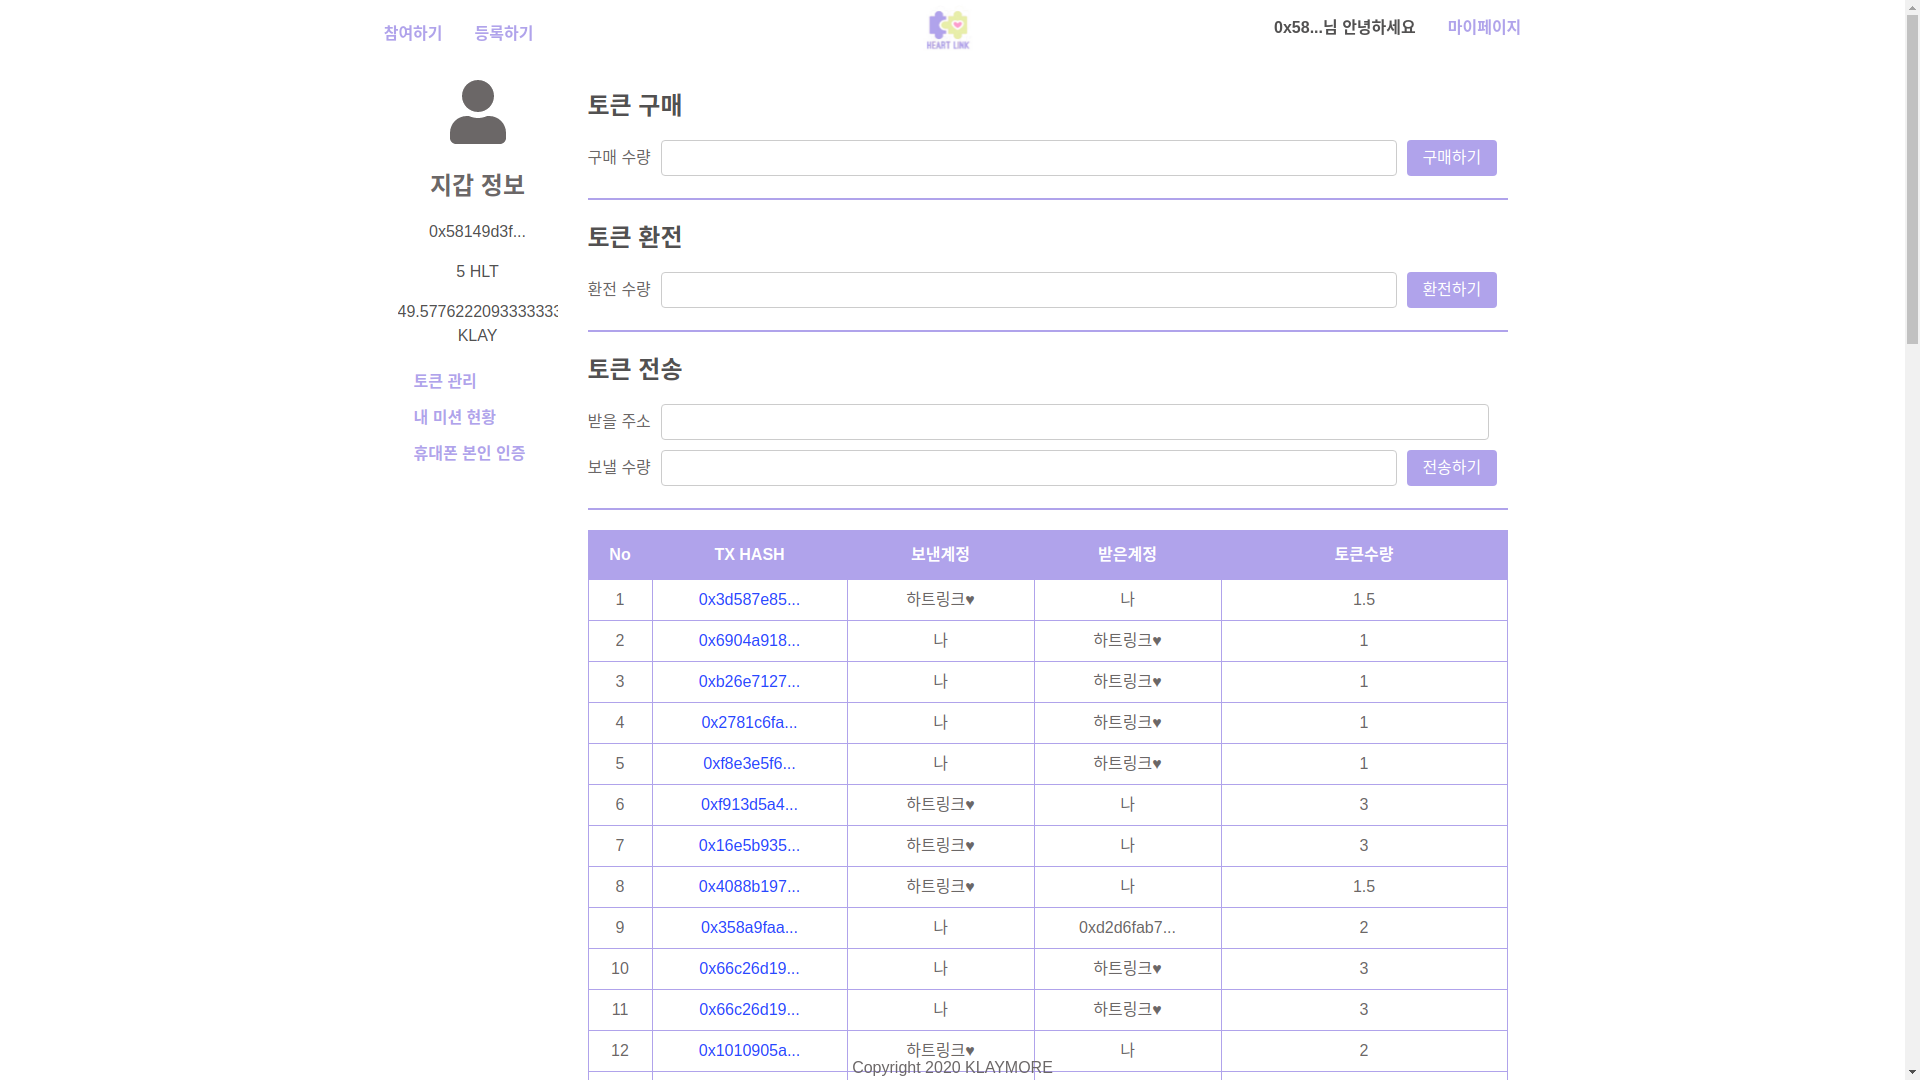 참여하기 등록하기
HEART LINK
0x58...님 안녕하세요 마이페이지
지갑 정보
0x58149d3f...
5 HLT
49.5776222093333333
KLAY
토큰 관리
내 미션 현황
휴대폰 본인 인증
토큰 구매
구매 수량 구매하기
토큰 환전
환전 수량 환전하기
토큰 전송
받을 주소
보낼 수량 전송하기
No TX HASH 보낸계정 받은계정 토큰수량
1 0x3d587e85... 하트링크♥ 나 1.5
2 0x6904a918... 나 하트링크♥ 1
3 0xb26e7127... 나 하트링크♥ 1
4 0x2781c6fa... 나 하트링크♥ 1
5 0xf8e3e5f6... 나 하트링크♥ 1
6 0xf913d5a4... 하트링크♥ 나 3
7 0x16e5b935... 하트링크♥ 나 3
8 0x4088b197... 하트링크♥ 나 1.5
9 0x358a9faa... 나 0xd2d6fab7... 2
10 0x66c26d19... 나 하트링크♥ 3
11 0x66c26d19... 나 하트링크♥ 3
12 0x1010905a... 하트링크♥ 나 2
Copyright 2020 KLAYMORE